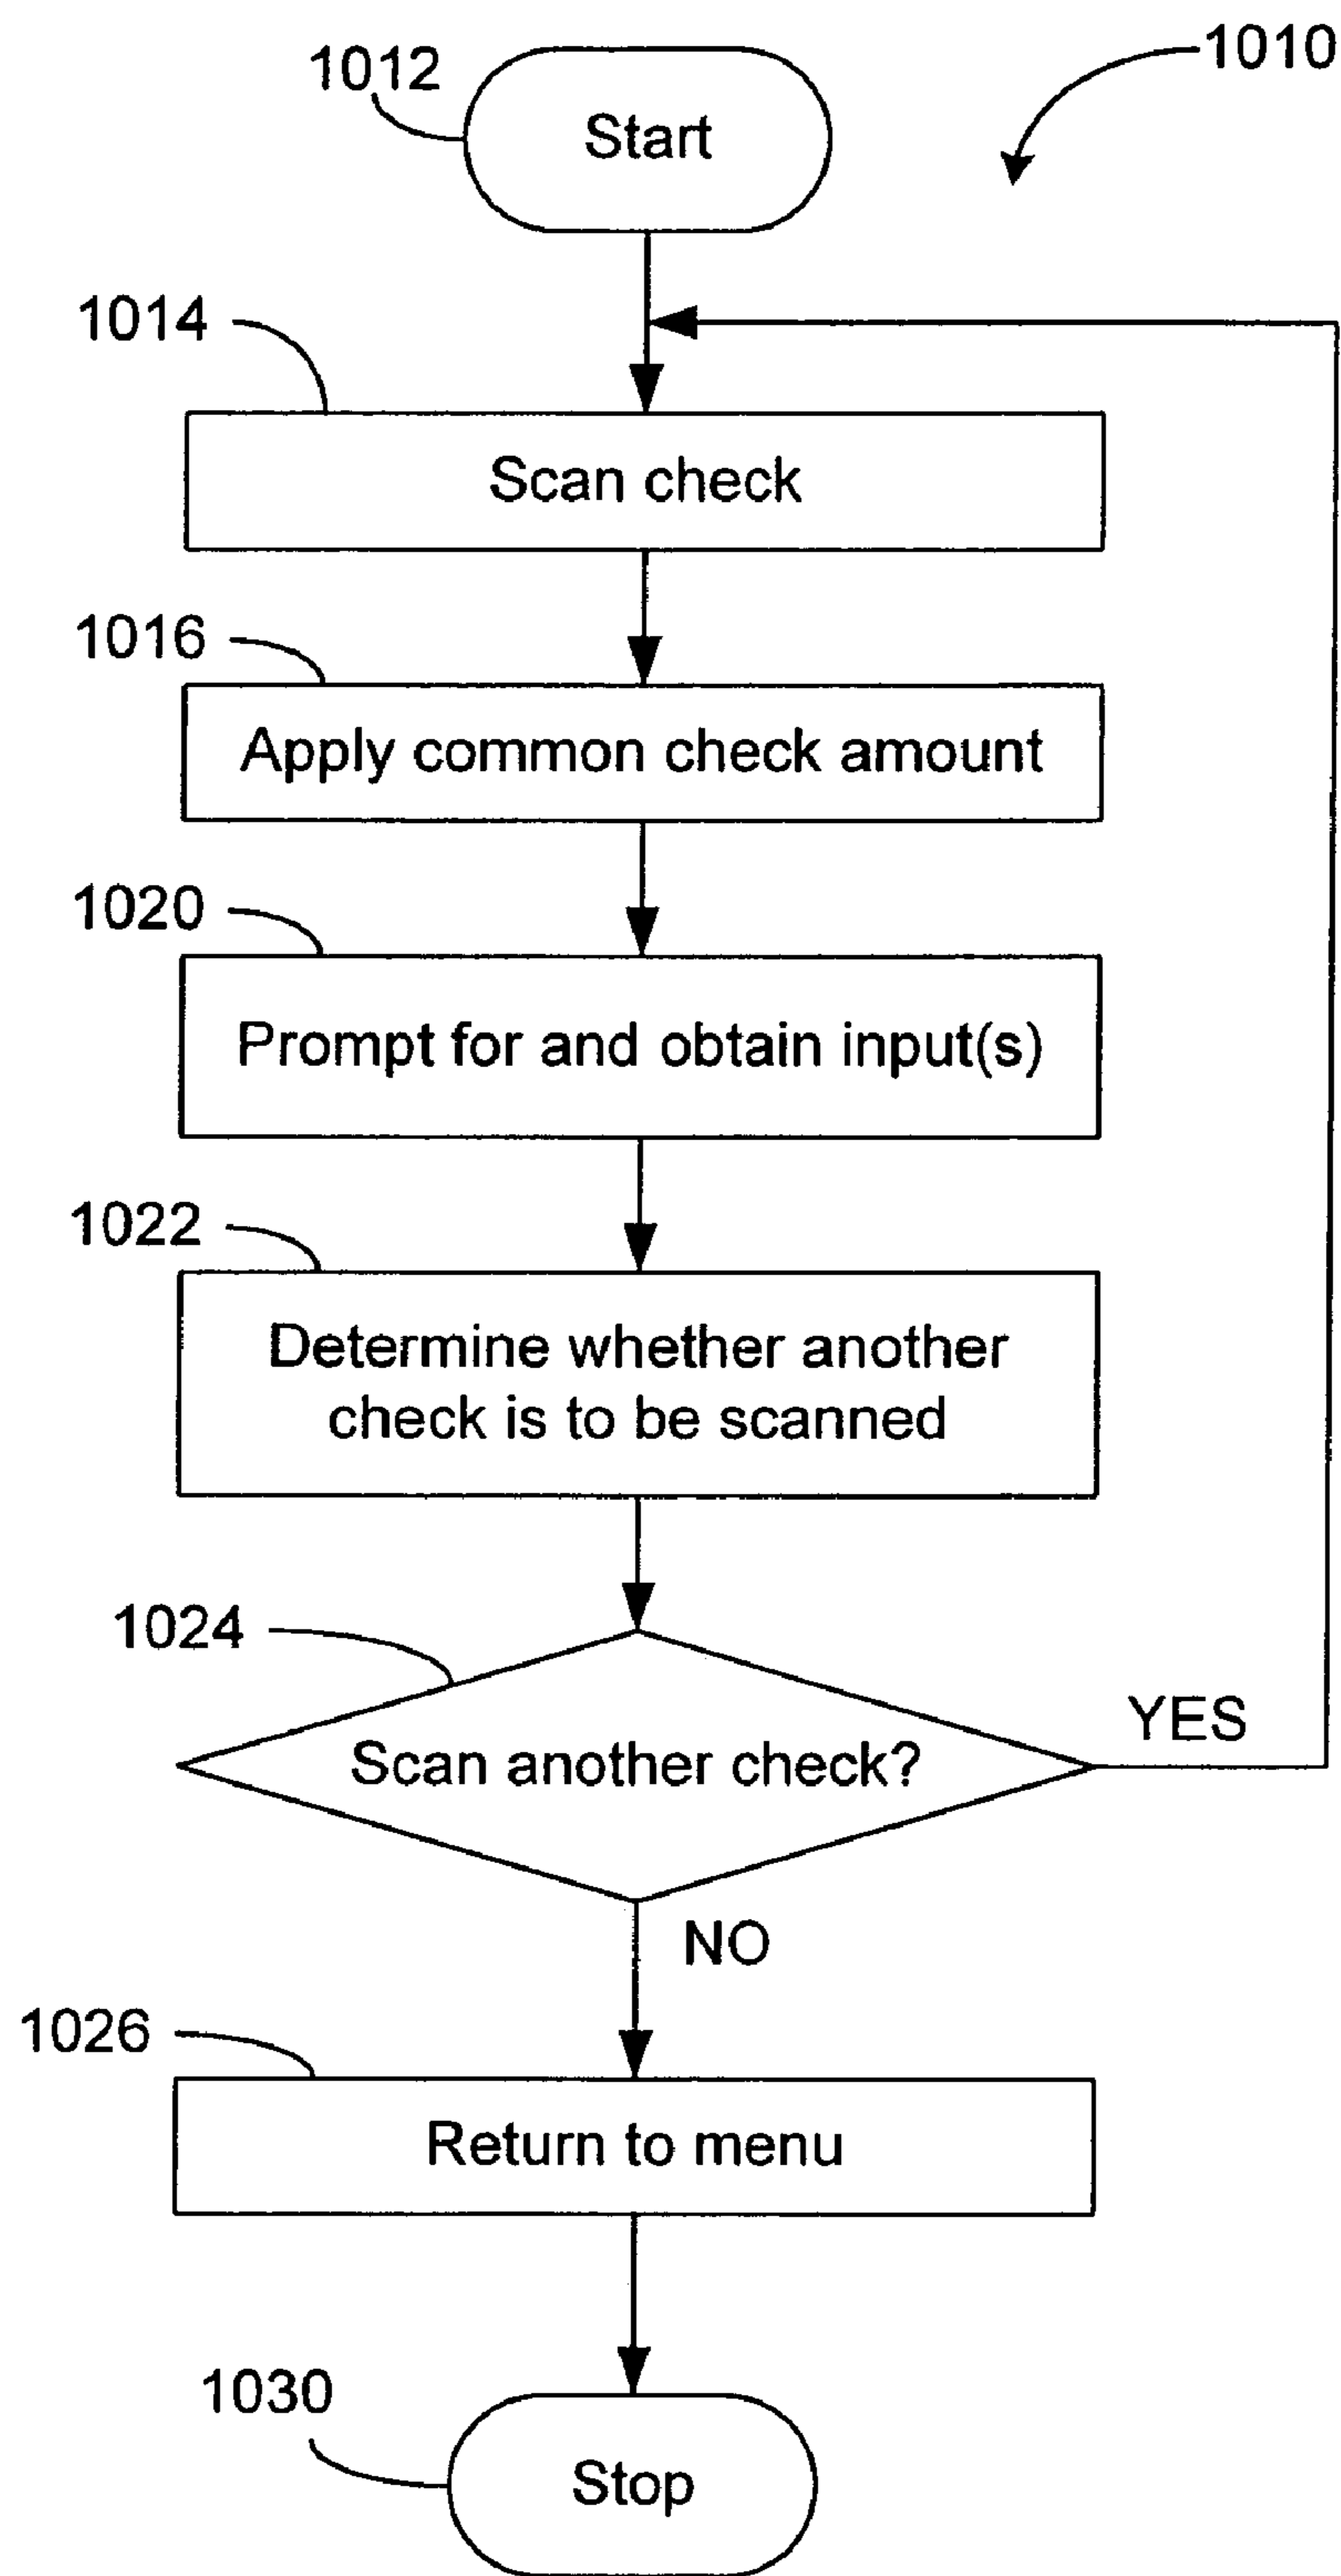 1010
1012
Start
1014
Scan check
1016
Apply common check amount
1020
Prompt for and obtain input(s)
1022
Determine whether another
check is to be scanned
1024
Scan another check?
YES
NO
1026
Return to menu
1030
Stop